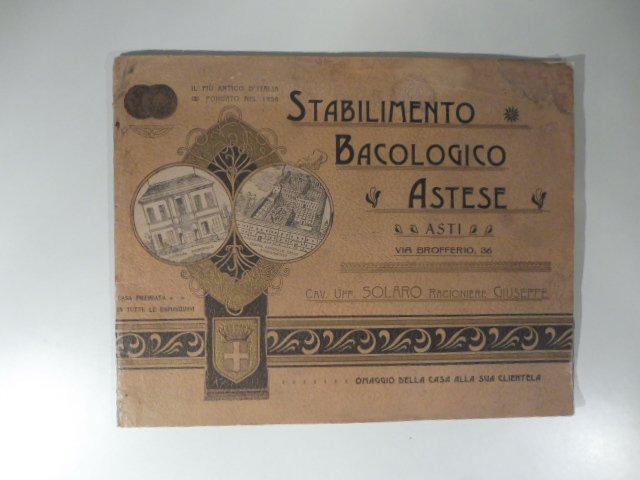 IL PIÙ ANTICO D'ITALIA
FONDATO NEL 1858
STABILIMENTO
BACOLOGICO
ASTESE
ASTI
VIA BROFFERIO, 36
CAV. UFF. SOLARO RAGIONIERE GIUSEPPE
CASA PREMIATA
IN TUTTE LE ESPOSIZIONI
OMAGGIO DELLA CASA ALLA SUA CLIENTELA